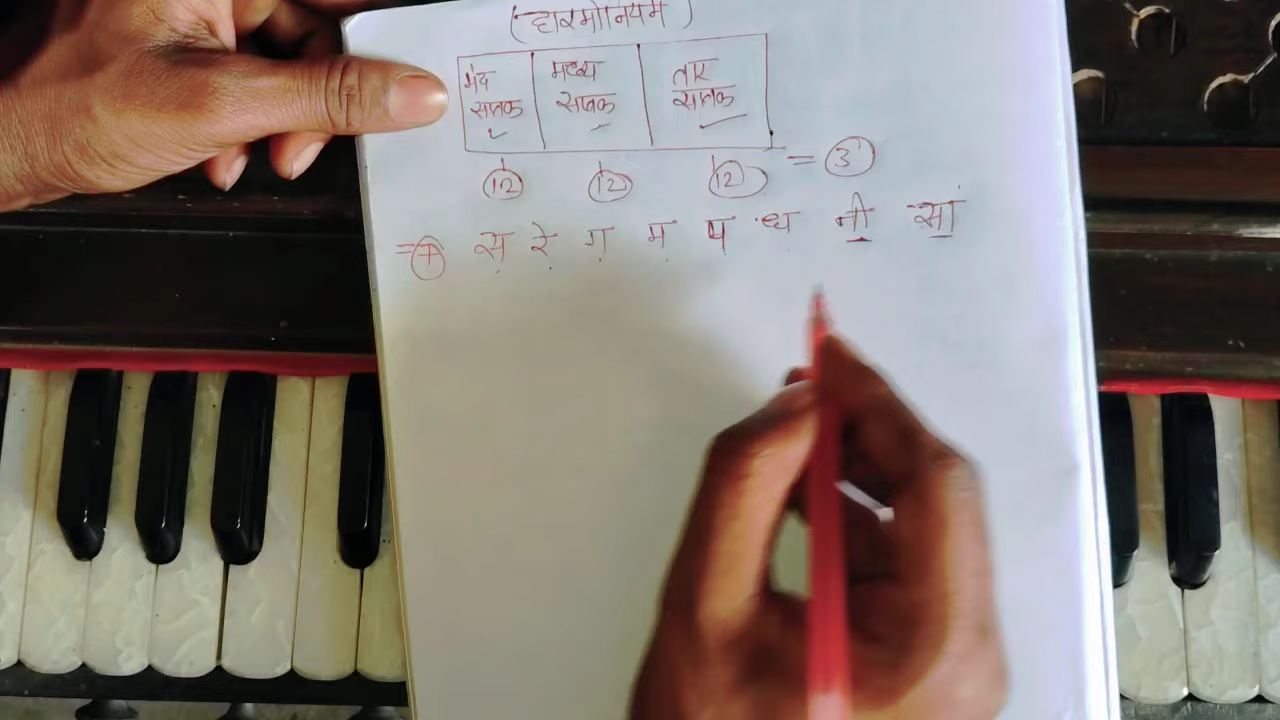 (हारमोनियम)
मंद सप्तक मध्य सप्तक तार सप्तक
12 12 12 = 3
= 7 स़ रे़ ग़ म़ प़ ध़ नी सां